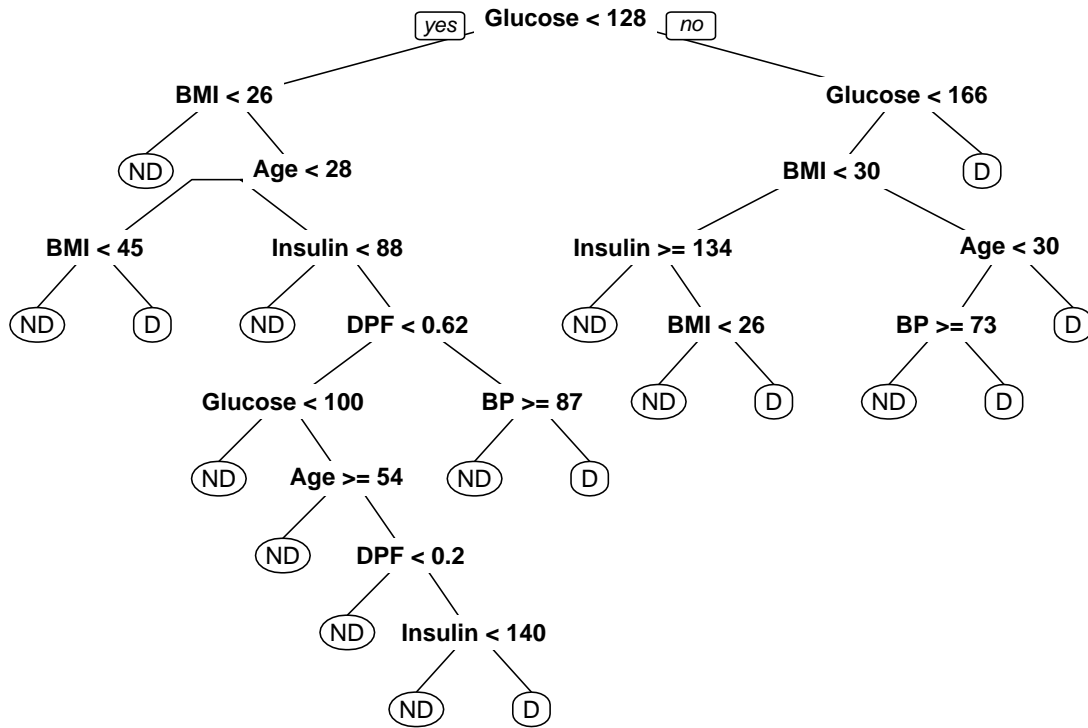 yes Glucose < 128 no
BMI < 26 Glucose < 166
ND Age < 28 BMI < 30 D
BMI < 45 Insulin < 88 Insulin >= 134 Age < 30
ND D ND DPF < 0.62 ND BMI < 26 BP >= 73 D
Glucose < 100 BP >= 87 ND D ND D
ND Age >= 54 ND D
ND DPF < 0.2
ND Insulin < 140
ND D